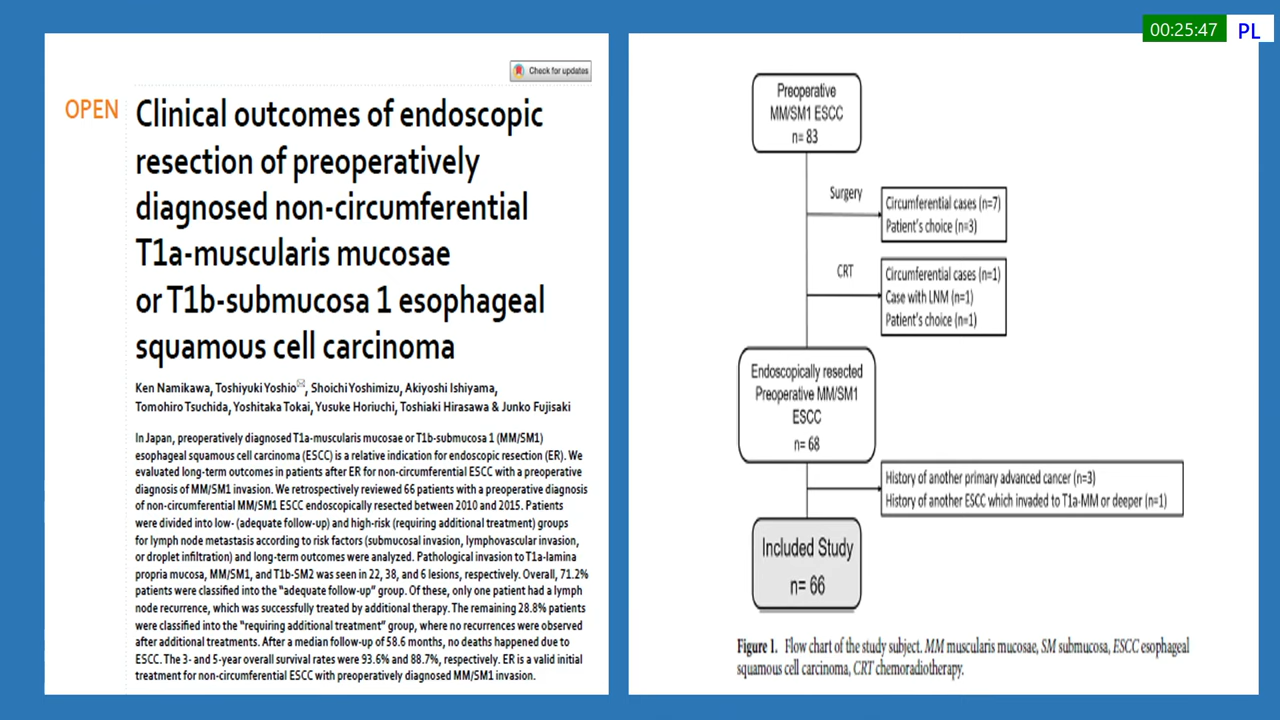 00:25:47
PL
Check for updates
OPEN
Clinical outcomes of endoscopic
resection of preoperatively
diagnosed non-circumferential
T1a-muscularis mucosae
or T1b-submucosa 1 esophageal
squamous cell carcinoma
Ken Namikawa, Toshiyuki Yoshio, Shoichi Yoshimizu, Akiyoshi Ishiyama,
Tomohiro Tsuchida, Yoshitaka Tokai, Yusuke Horiuchi, Toshiaki Hirasawa & Junko Fujisaki
In Japan, preoperatively diagnosed T1a-muscularis mucosae or T1b-submucosa 1 (MM/SM1)
esophageal squamous cell carcinoma (ESCC) is a relative indication for endoscopic resection (ER). We
evaluated long-term outcomes in patients after ER for non-circumferential ESCC with a preoperative
diagnosis of MM/SM1 invasion. We retrospectively reviewed 66 patients with a preoperative diagnosis
of non-circumferential MM/SM1 ESCC endoscopically resected between 2010 and 2015. Patients
were divided into low- (adequate follow-up) and high-risk (requiring additional treatment) groups
for lymph node metastasis according to risk factors (submucosal invasion, lymphovascular invasion,
or droplet infiltration) and long-term outcomes were analyzed. Pathological invasion to T1a-lamina
propria mucosa, MM/SM1, and T1b-SM2 was seen in 22, 38, and 6 lesions, respectively. Overall, 71.2%
patients were classified into the "adequate follow-up" group. Of these, only one patient had a lymph
node recurrence, which was successfully treated by additional therapy. The remaining 28.8% patients
were classified into the "requiring additional treatment" group, where no recurrences were observed
after additional treatments. After a median follow-up of 58.6 months, no deaths happened due to
ESCC. The 3- and 5-year overall survival rates were 93.6% and 88.7%, respectively. ER is a valid initial
treatment for non-circumferential ESCC with preoperatively diagnosed MM/SM1 invasion.
Preoperative
MM/SM1 ESCC
n= 83
Surgery
Circumferential cases (n=7)
Patient's choice (n=3)
CRT
Circumferential cases (n=1)
Case with LNM (n=1)
Patient's choice (n=1)
Endoscopically resected
Preoperative MM/SM1
ESCC
n= 68
History of another primary advanced cancer (n=3)
History of another ESCC which invaded to T1a-MM or deeper (n=1)
Included Study
n= 66
Figure 1. Flow chart of the study subject. MM muscularis mucosae, SM submucosa, ESCC esophageal
squamous cell carcinoma, CRT chemoradiotherapy.